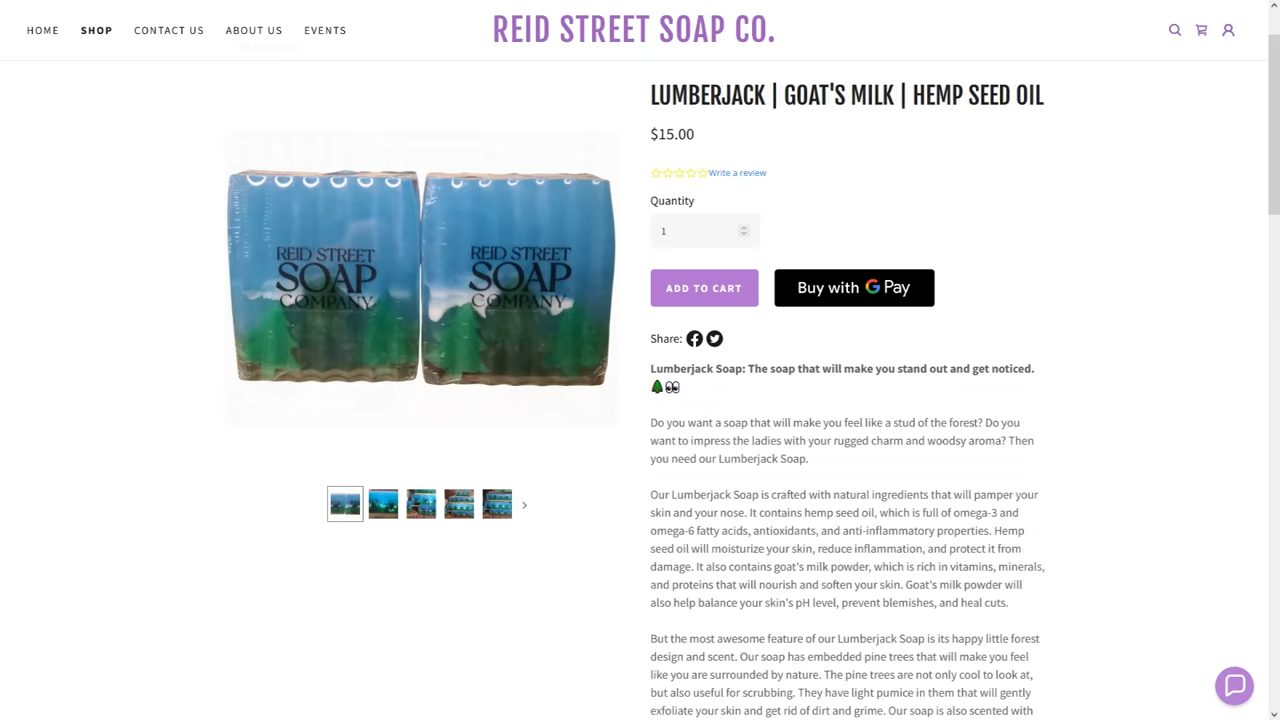 HOME SHOP CONTACT US ABOUT US EVENTS
REID STREET SOAP CO.
LUMBERJACK | GOAT'S MILK | HEMP SEED OIL
$15.00
Write a review
Quantity
1
ADD TO CART
Buy with G Pay
Share:
Lumberjack Soap: The soap that will make you stand out and get noticed.
🌲👀
Do you want a soap that will make you feel like a stud of the forest? Do you
want to impress the ladies with your rugged charm and woodsy aroma? Then
you need our Lumberjack Soap.
Our Lumberjack Soap is crafted with natural ingredients that will pamper your
skin and your nose. It contains hemp seed oil, which is full of omega-3 and
omega-6 fatty acids, antioxidants, and anti-inflammatory properties. Hemp
seed oil will moisturize your skin, reduce inflammation, and protect it from
damage. It also contains goat's milk powder, which is rich in vitamins, minerals,
and proteins that will nourish and soften your skin. Goat's milk powder will
also help balance your skin's pH level, prevent blemishes, and heal cuts.
But the most awesome feature of our Lumberjack Soap is its happy little forest
design and scent. Our soap has embedded pine trees that will make you feel
like you are surrounded by nature. The pine trees are not only cool to look at,
but also useful for scrubbing. They have light pumice in them that will gently
exfoliate your skin and get rid of dirt and grime. Our soap is also scented with
REID STREET
SOAP
COMPANY
REID STREET
SOAP
COMPANY